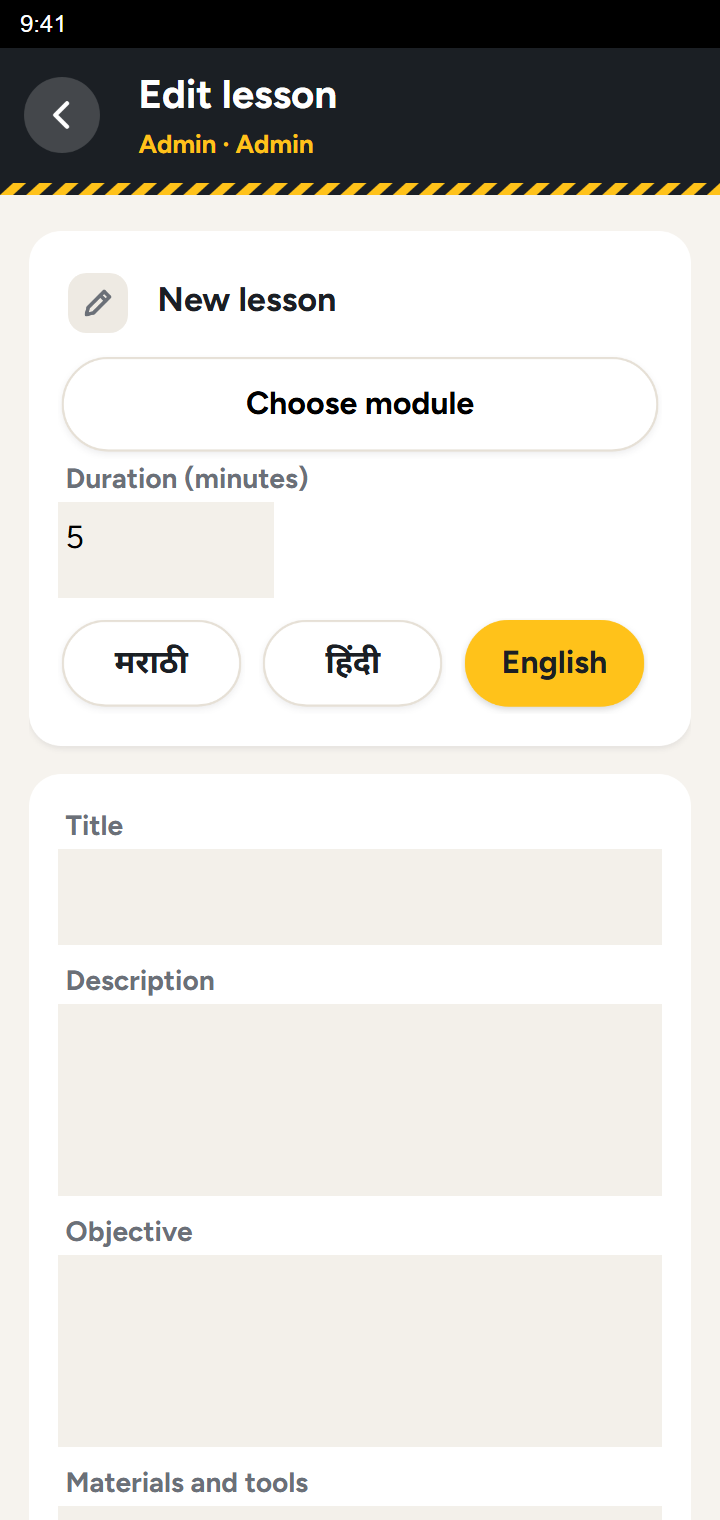 9:41
Edit lesson
Admin · Admin
New lesson
Choose module
Duration (minutes)
5
मराठी
हिंदी
English
Title
Description
Objective
Materials and tools